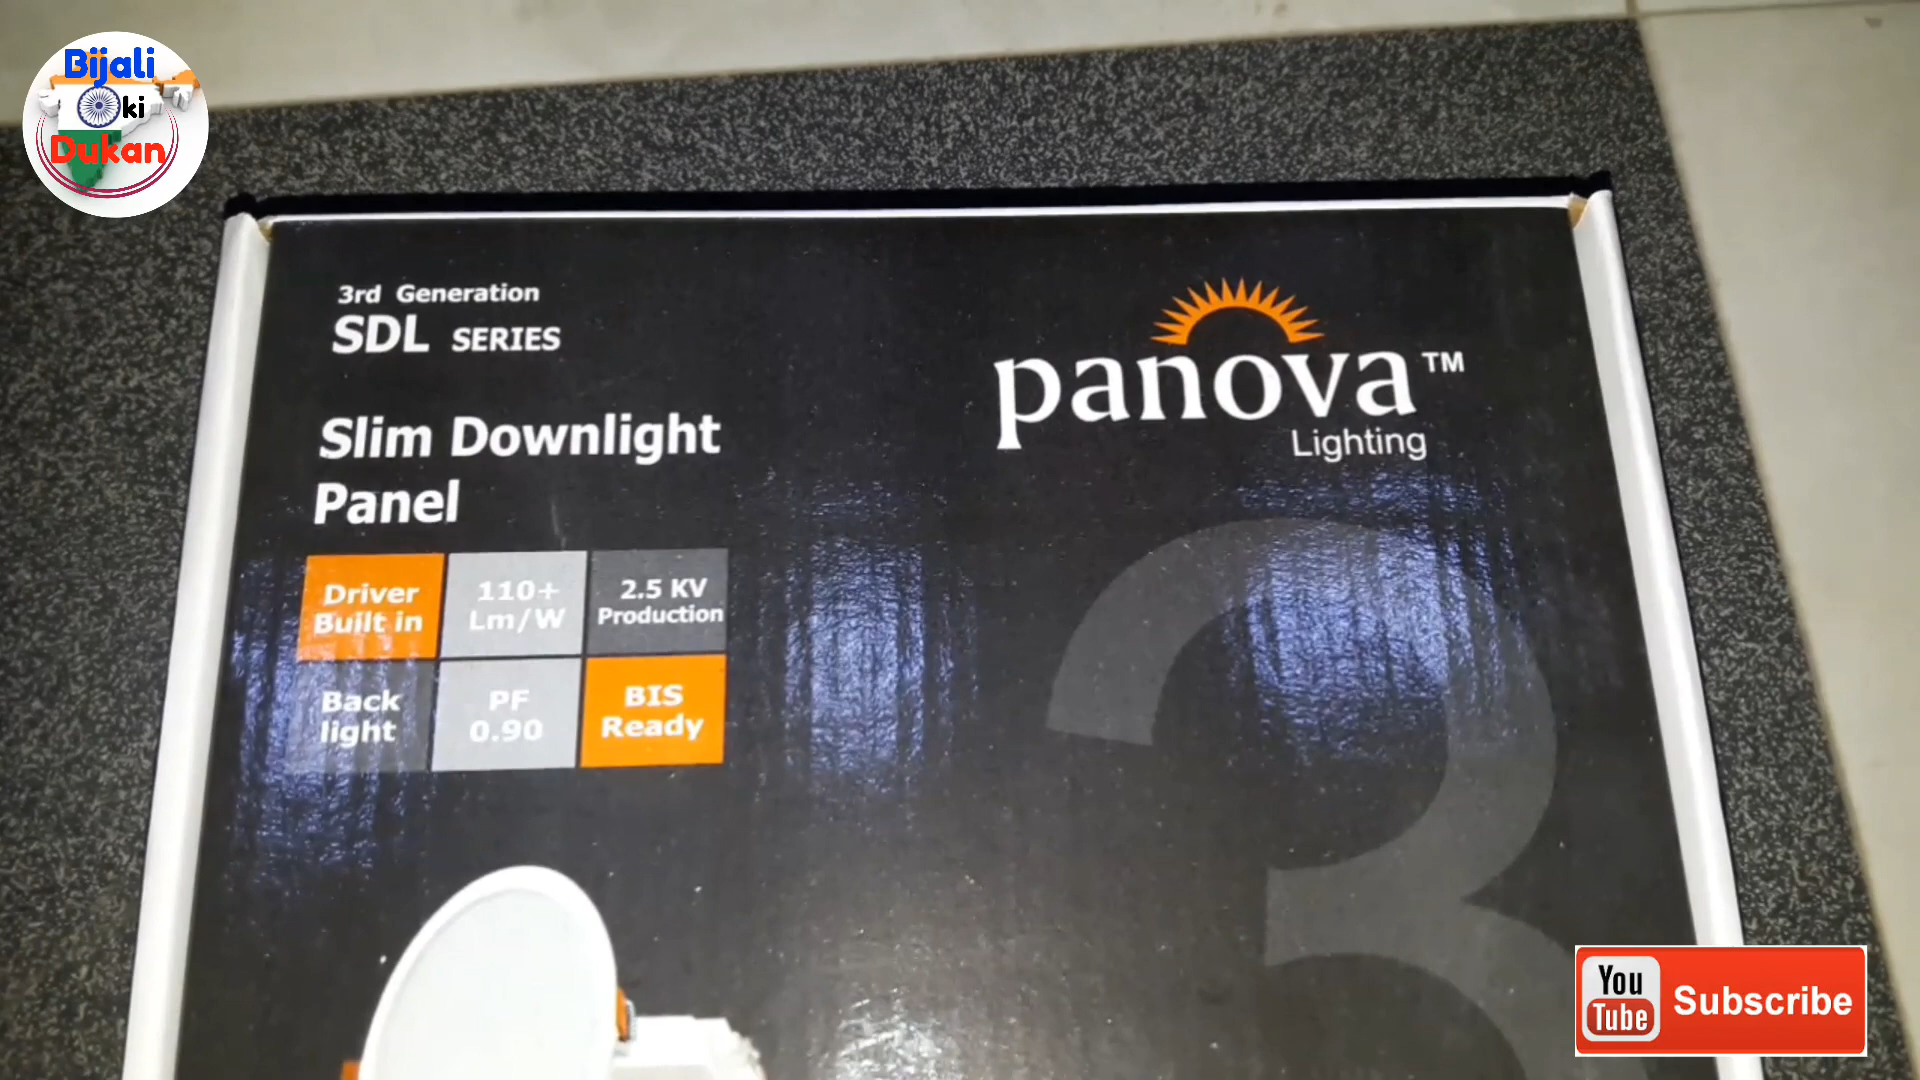 Bijali
ki
Dukan
3rd Generation
SDL SERIES
Slim Downlight
Panel
panova™
Lighting
Driver
Built in
110+
Lm/W
2.5 KV
Production
Back
light
PF
0.90
BIS
Ready
3
You
Tube
Subscribe